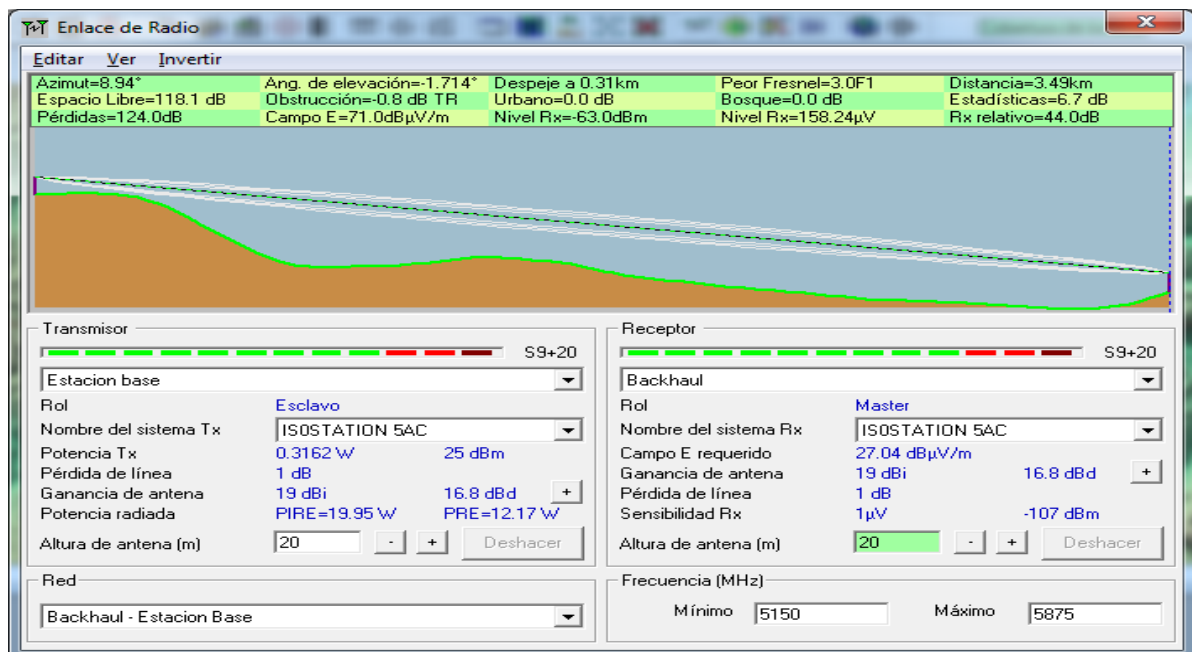 Enlace de Radio
Editar Ver Invertir
Azimut=8.94° Ang. de elevación=-1.714° Despeje a 0.31km Peor Fresnel=3.0F1 Distancia=3.49km
Espacio Libre=118.1 dB Obstrucción=-0.8 dB TR Urbano=0.0 dB Bosque=0.0 dB Estadísticas=6.7 dB
Pérdidas=124.0dB Campo E=71.0dBµV/m Nivel Rx=-63.0dBm Nivel Rx=158.24µV Rx relativo=44.0dB
Transmisor
S9+20
Estacion base
Rol Esclavo
Nombre del sistema Tx ISOSTATION 5AC
Potencia Tx 0.3162 W 25 dBm
Pérdida de línea 1 dB
Ganancia de antena 19 dBi 16.8 dBd +
Potencia radiada PIRE=19.95 W PRE=12.17 W
Altura de antena (m) 20 - + Deshacer
Receptor
S9+20
Backhaul
Rol Master
Nombre del sistema Rx ISOSTATION 5AC
Campo E requerido 27.04 dBµV/m
Ganancia de antena 19 dBi 16.8 dBd +
Pérdida de línea 1 dB
Sensibilidad Rx 1µV -107 dBm
Altura de antena (m) 20 - + Deshacer
Red
Backhaul - Estacion Base
Frecuencia (MHz)
Mínimo 5150 Máximo 5875